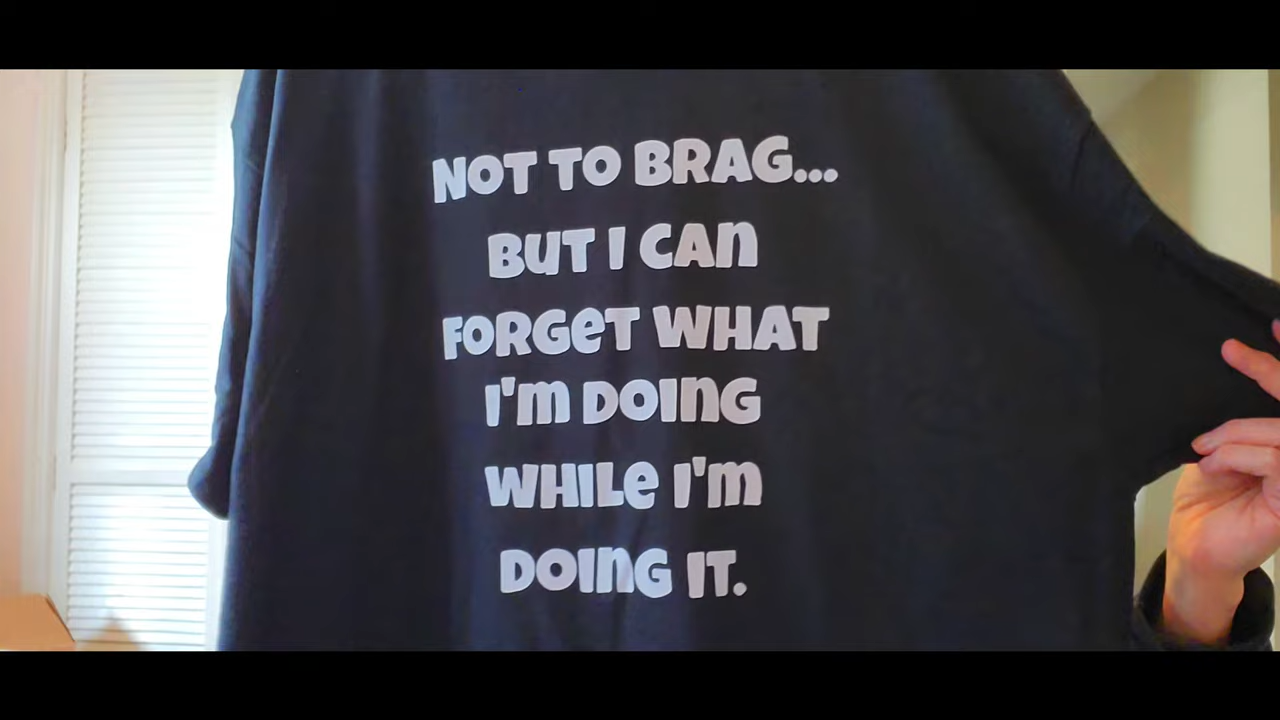 NOT TO BRAG...
BUT I CAN
FORGET WHAT
I'M DOING
WHILE I'M
DOING IT.